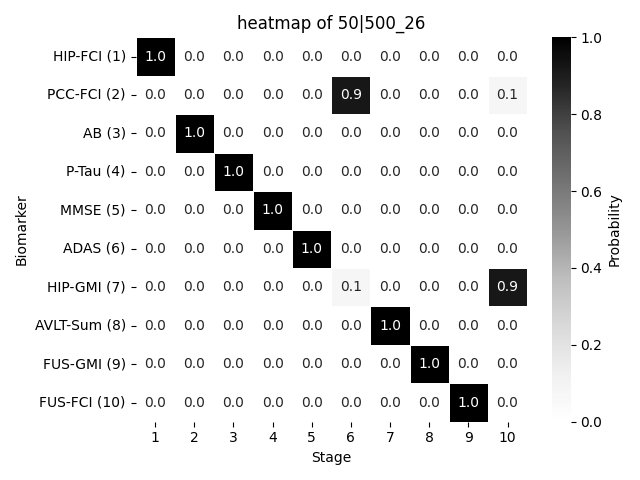 heatmap of 50|500_26
HIP-FCI (1) 1.0 0.0 0.0 0.0 0.0 0.0 0.0 0.0 0.0 0.0
PCC-FCI (2) 0.0 0.0 0.0 0.0 0.0 0.9 0.0 0.0 0.0 0.1
AB (3) 0.0 1.0 0.0 0.0 0.0 0.0 0.0 0.0 0.0 0.0
P-Tau (4) 0.0 0.0 1.0 0.0 0.0 0.0 0.0 0.0 0.0 0.0
MMSE (5) 0.0 0.0 0.0 1.0 0.0 0.0 0.0 0.0 0.0 0.0
ADAS (6) 0.0 0.0 0.0 0.0 1.0 0.0 0.0 0.0 0.0 0.0
HIP-GMI (7) 0.0 0.0 0.0 0.0 0.0 0.1 0.0 0.0 0.0 0.9
AVLT-Sum (8) 0.0 0.0 0.0 0.0 0.0 0.0 1.0 0.0 0.0 0.0
FUS-GMI (9) 0.0 0.0 0.0 0.0 0.0 0.0 0.0 1.0 0.0 0.0
FUS-FCI (10) 0.0 0.0 0.0 0.0 0.0 0.0 0.0 0.0 1.0 0.0
1 2 3 4 5 6 7 8 9 10
Stage
Biomarker
1.0
0.8
0.6
0.4
0.2
0.0
Probability